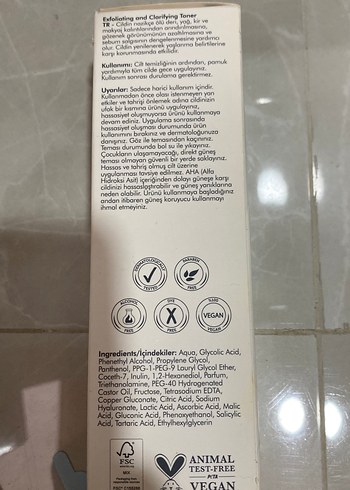 Exfoliating and Clarifying Toner
TR - Cildin nazikçe ölü deri, yağ, kir ve
makyaj kalıntılarından arındırılmasına,
gözenek görünümünün azaltılmasına ve
sebum salgısının dengelenmesine yardımcı
olur. Cildin yenilenerek yaşlanma belirtilerine
karşı korunmasında etkilidir.
Kullanımı: Cilt temizliğinin ardından, pamuk
yardımıyla tüm cilde gece uygulayınız.
Kullanım sonrası durulama gerektirmez.
Uyarılar: Sadece harici kullanım içindir.
Kullanmadan önce olası istenmeyen yan
etkiler ve tahrişi önlemek adına cildinizin
ufak bir kısmına ürünü uygulayınız,
hassasiyet oluşmuyorsa ürünü kullanmaya
devam ediniz. Uygulama sonrasında
hassasiyet oluşması durumunda ürün
kullanımını bırakınız ve dermatoloğunuza
danışınız. Göz ile temasından kaçınınız.
Teması durumunda bol su ile yıkayınız.
Çocukların ulaşamayacağı, direkt güneş
teması olmayan güvenli bir yerde saklayınız.
Hassas ve tahriş olmuş cilt üzerine
uygulanması tavsiye edilmez. AHA (Alfa
Hidroksi Asit) içeriğinden dolayı güneşe karşı
cildinizi hassaslaştırabilir ve güneş yanıklarına
neden olabilir. Ürünü kullanmaya başladığınız
andan itibaren güneş koruyucu kullanmayı
ihmal etmeyiniz.
DERMATOLOGICALLY
TESTED
PARABEN
FREE
ALCOHOL
FREE
DYE
FREE
VEGAN
VEGAN
Ingredients/İçindekiler: Aqua, Glycolic Acid,
Phenethyl Alcohol, Propylene Glycol,
Panthenol, PPG-1-PEG-9 Lauryl Glycol Ether,
Coceth-7, Inulin, 1,2-Hexanediol, Parfum,
Triethanolamine, PEG-40 Hydrogenated
Castor Oil, Fructose, Tetrasodium EDTA,
Copper Gluconate, Citric Acid, Sodium
Hyaluronate, Lactic Acid, Ascorbic Acid, Malic
Acid, Gluconic Acid, Phenoxyethanol, Salicylic
Acid, Tartaric Acid, Ethylhexylglycerin
FSC
www.fsc.org
MIX
ANIMAL
TEST-FREE
PETA
VEGAN